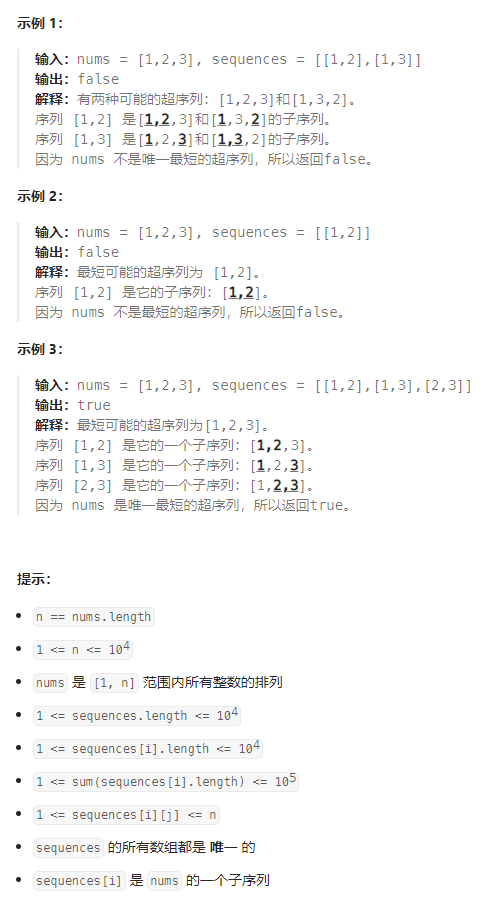 示例 1：
输入：nums = [1,2,3], sequences = [[1,2],[1,3]]
输出：false
解释：有两种可能的超序列：[1,2,3]和[1,3,2]。
序列 [1,2] 是[1,2,3]和[1,3,2]的子序列。
序列 [1,3] 是[1,2,3]和[1,3,2]的子序列。
因为 nums 不是唯一最短的超序列，所以返回false。
示例 2：
输入：nums = [1,2,3], sequences = [[1,2]]
输出：false
解释：最短可能的超序列为 [1,2]。
序列 [1,2] 是它的子序列：[1,2]。
因为 nums 不是最短的超序列，所以返回false。
示例 3：
输入：nums = [1,2,3], sequences = [[1,2],[1,3],[2,3]]
输出：true
解释：最短可能的超序列为[1,2,3]。
序列 [1,2] 是它的一个子序列：[1,2,3]。
序列 [1,3] 是它的一个子序列：[1,2,3]。
序列 [2,3] 是它的一个子序列：[1,2,3]。
因为 nums 是唯一最短的超序列，所以返回true。
提示：
• n == nums.length
• 1 <= n <= 10⁴
• nums 是 [1, n] 范围内所有整数的排列
• 1 <= sequences.length <= 10⁴
• 1 <= sequences[i].length <= 10⁴
• 1 <= sum(sequences[i].length) <= 10⁵
• 1 <= sequences[i][j] <= n
• sequences 的所有数组都是 唯一 的
• sequences[i] 是 nums 的一个子序列